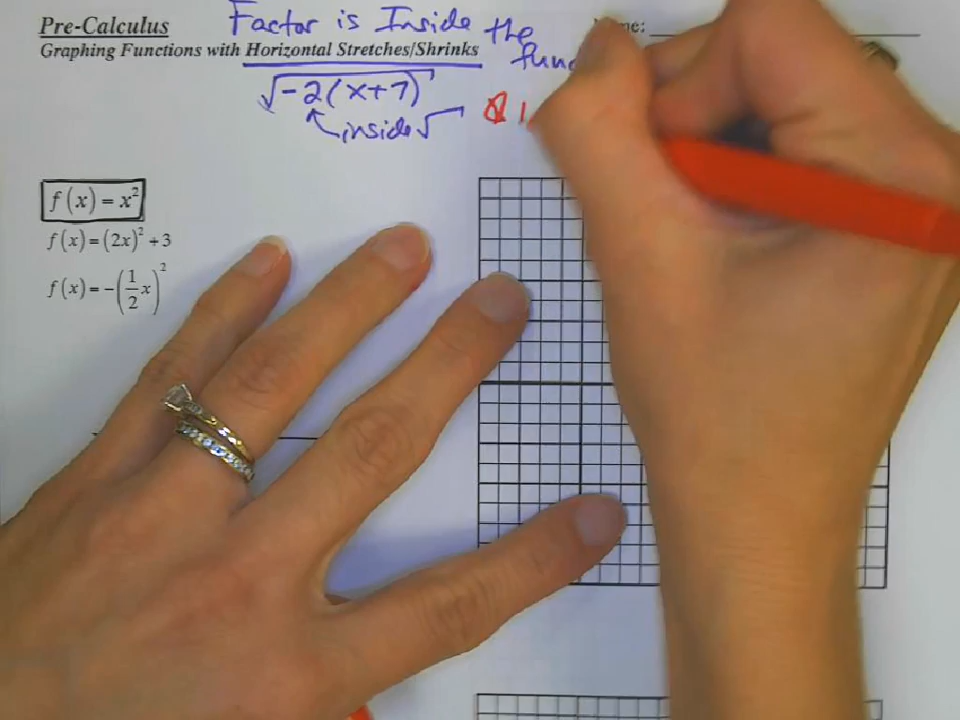 Pre-Calculus
Factor is Inside the
Graphing Functions with Horizontal Stretches/Shrinks
√-2(x+7)
inside √
f(x) = x²
f(x) = (2x)² + 3
f(x) = -(1/2 x)²